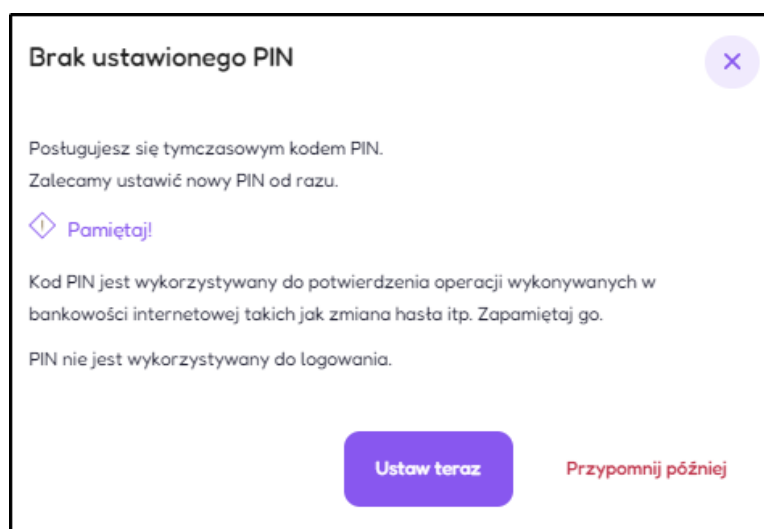 Brak ustawionego PIN
Posługujesz się tymczasowym kodem PIN.
Zalecamy ustawić nowy PIN od razu.
Pamiętaj!
Kod PIN jest wykorzystywany do potwierdzenia operacji wykonywanych w
bankowości internetowej takich jak zmiana hasła itp. Zapamiętaj go.
PIN nie jest wykorzystywany do logowania.
Ustaw teraz
Przypomnij później